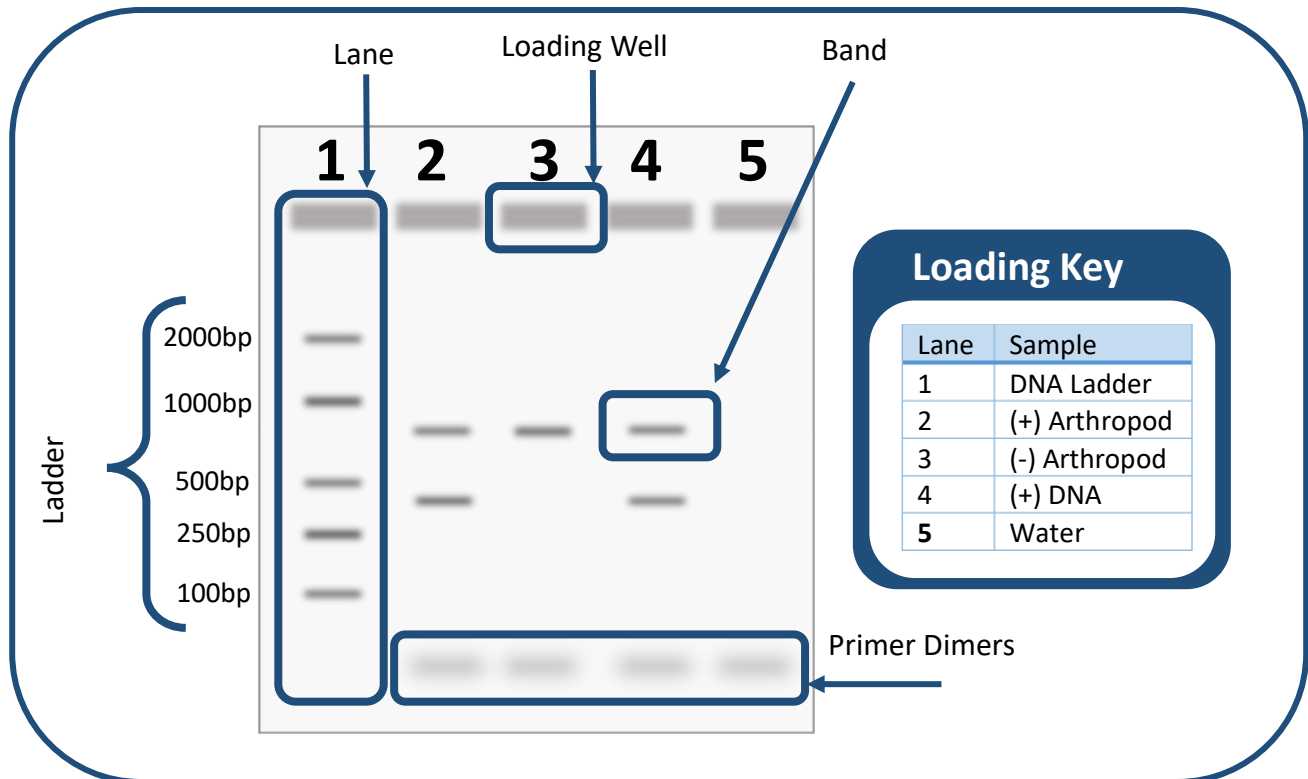 Lane
Loading Well
Band
1 2 3 4 5
Ladder
2000bp
1000bp
500bp
250bp
100bp
Loading Key
Lane Sample
1 DNA Ladder
2 (+) Arthropod
3 (-) Arthropod
4 (+) DNA
5 Water
Primer Dimers